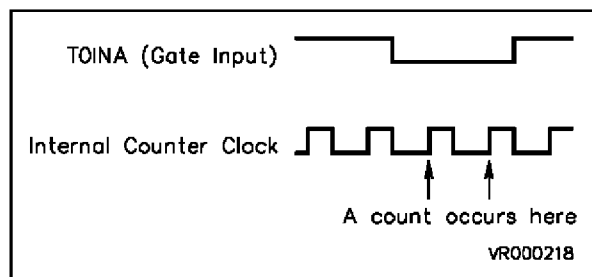 TOINA (Gate Input)
Internal Counter Clock
A count occurs here
VR000218